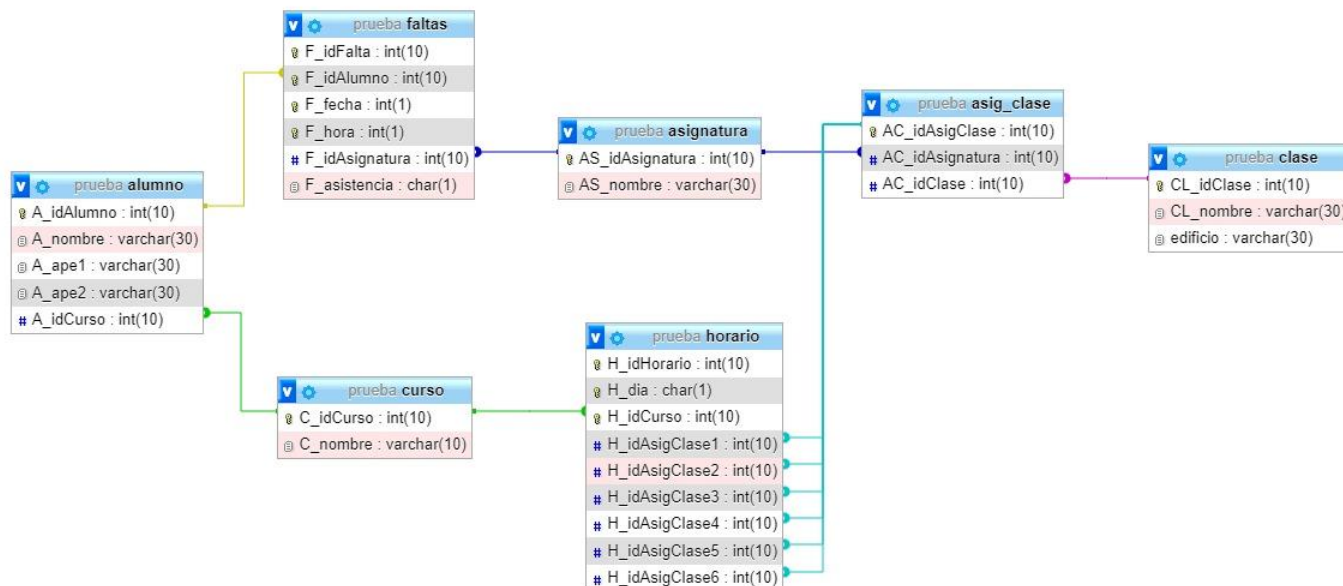 prueba faltas
F_idFalta : int(10)
F_idAlumno : int(10)
F_fecha : int(1)
F_hora : int(1)
F_idAsignatura : int(10)
F_asistencia : char(1)
prueba asignatura
AS_idAsignatura : int(10)
AS_nombre : varchar(30)
prueba asig_clase
AC_idAsigClase : int(10)
AC_idAsignatura : int(10)
AC_idClase : int(10)
prueba clase
CL_idClase : int(10)
CL_nombre : varchar(30)
edificio : varchar(30)
prueba alumno
A_idAlumno : int(10)
A_nombre : varchar(30)
A_ape1 : varchar(30)
A_ape2 : varchar(30)
# A_idCurso : int(10)
prueba curso
C_idCurso : int(10)
C_nombre : varchar(10)
prueba horario
H_idHorario : int(10)
H_dia : char(1)
H_idCurso : int(10)
# H_idAsigClase1 : int(10)
# H_idAsigClase2 : int(10)
# H_idAsigClase3 : int(10)
# H_idAsigClase4 : int(10)
# H_idAsigClase5 : int(10)
# H_idAsigClase6 : int(10)